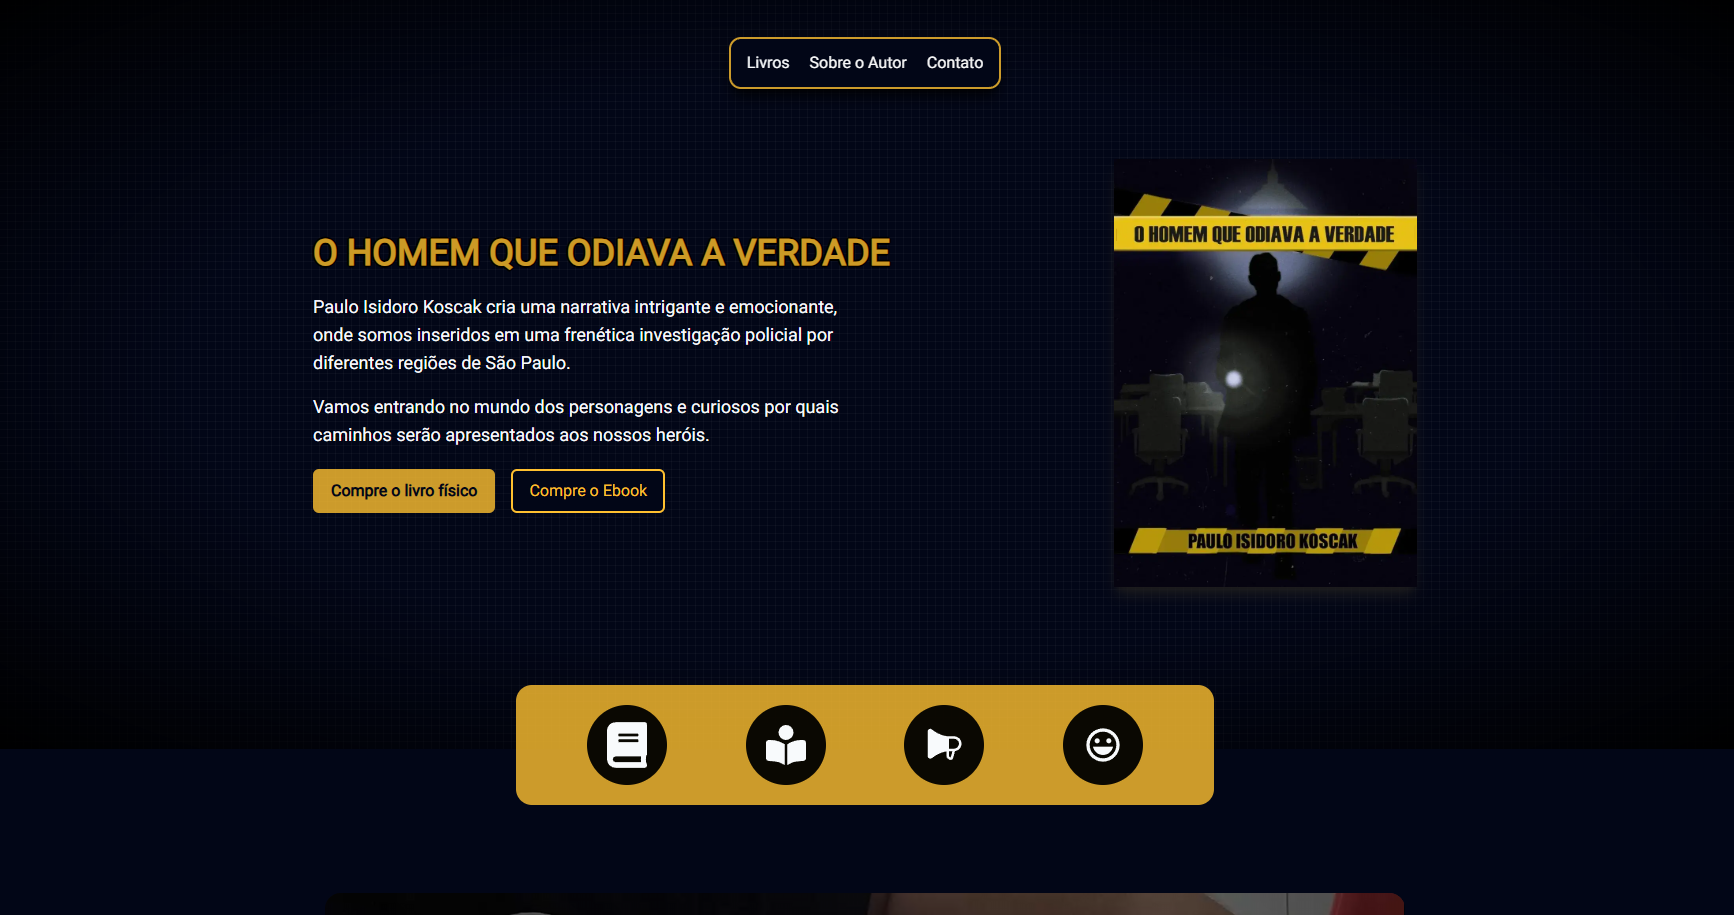 Livros Sobre o Autor Contato
O HOMEM QUE ODIAVA A VERDADE
Paulo Isidoro Koscak cria uma narrativa intrigante e emocionante,
onde somos inseridos em uma frenética investigação policial por
diferentes regiões de São Paulo.
Vamos entrando no mundo dos personagens e curiosos por quais
caminhos serão apresentados aos nossos heróis.
Compre o livro físico Compre o Ebook
O HOMEM QUE ODIAVA A VERDADE
PAULO ISIDORO KOSCAK